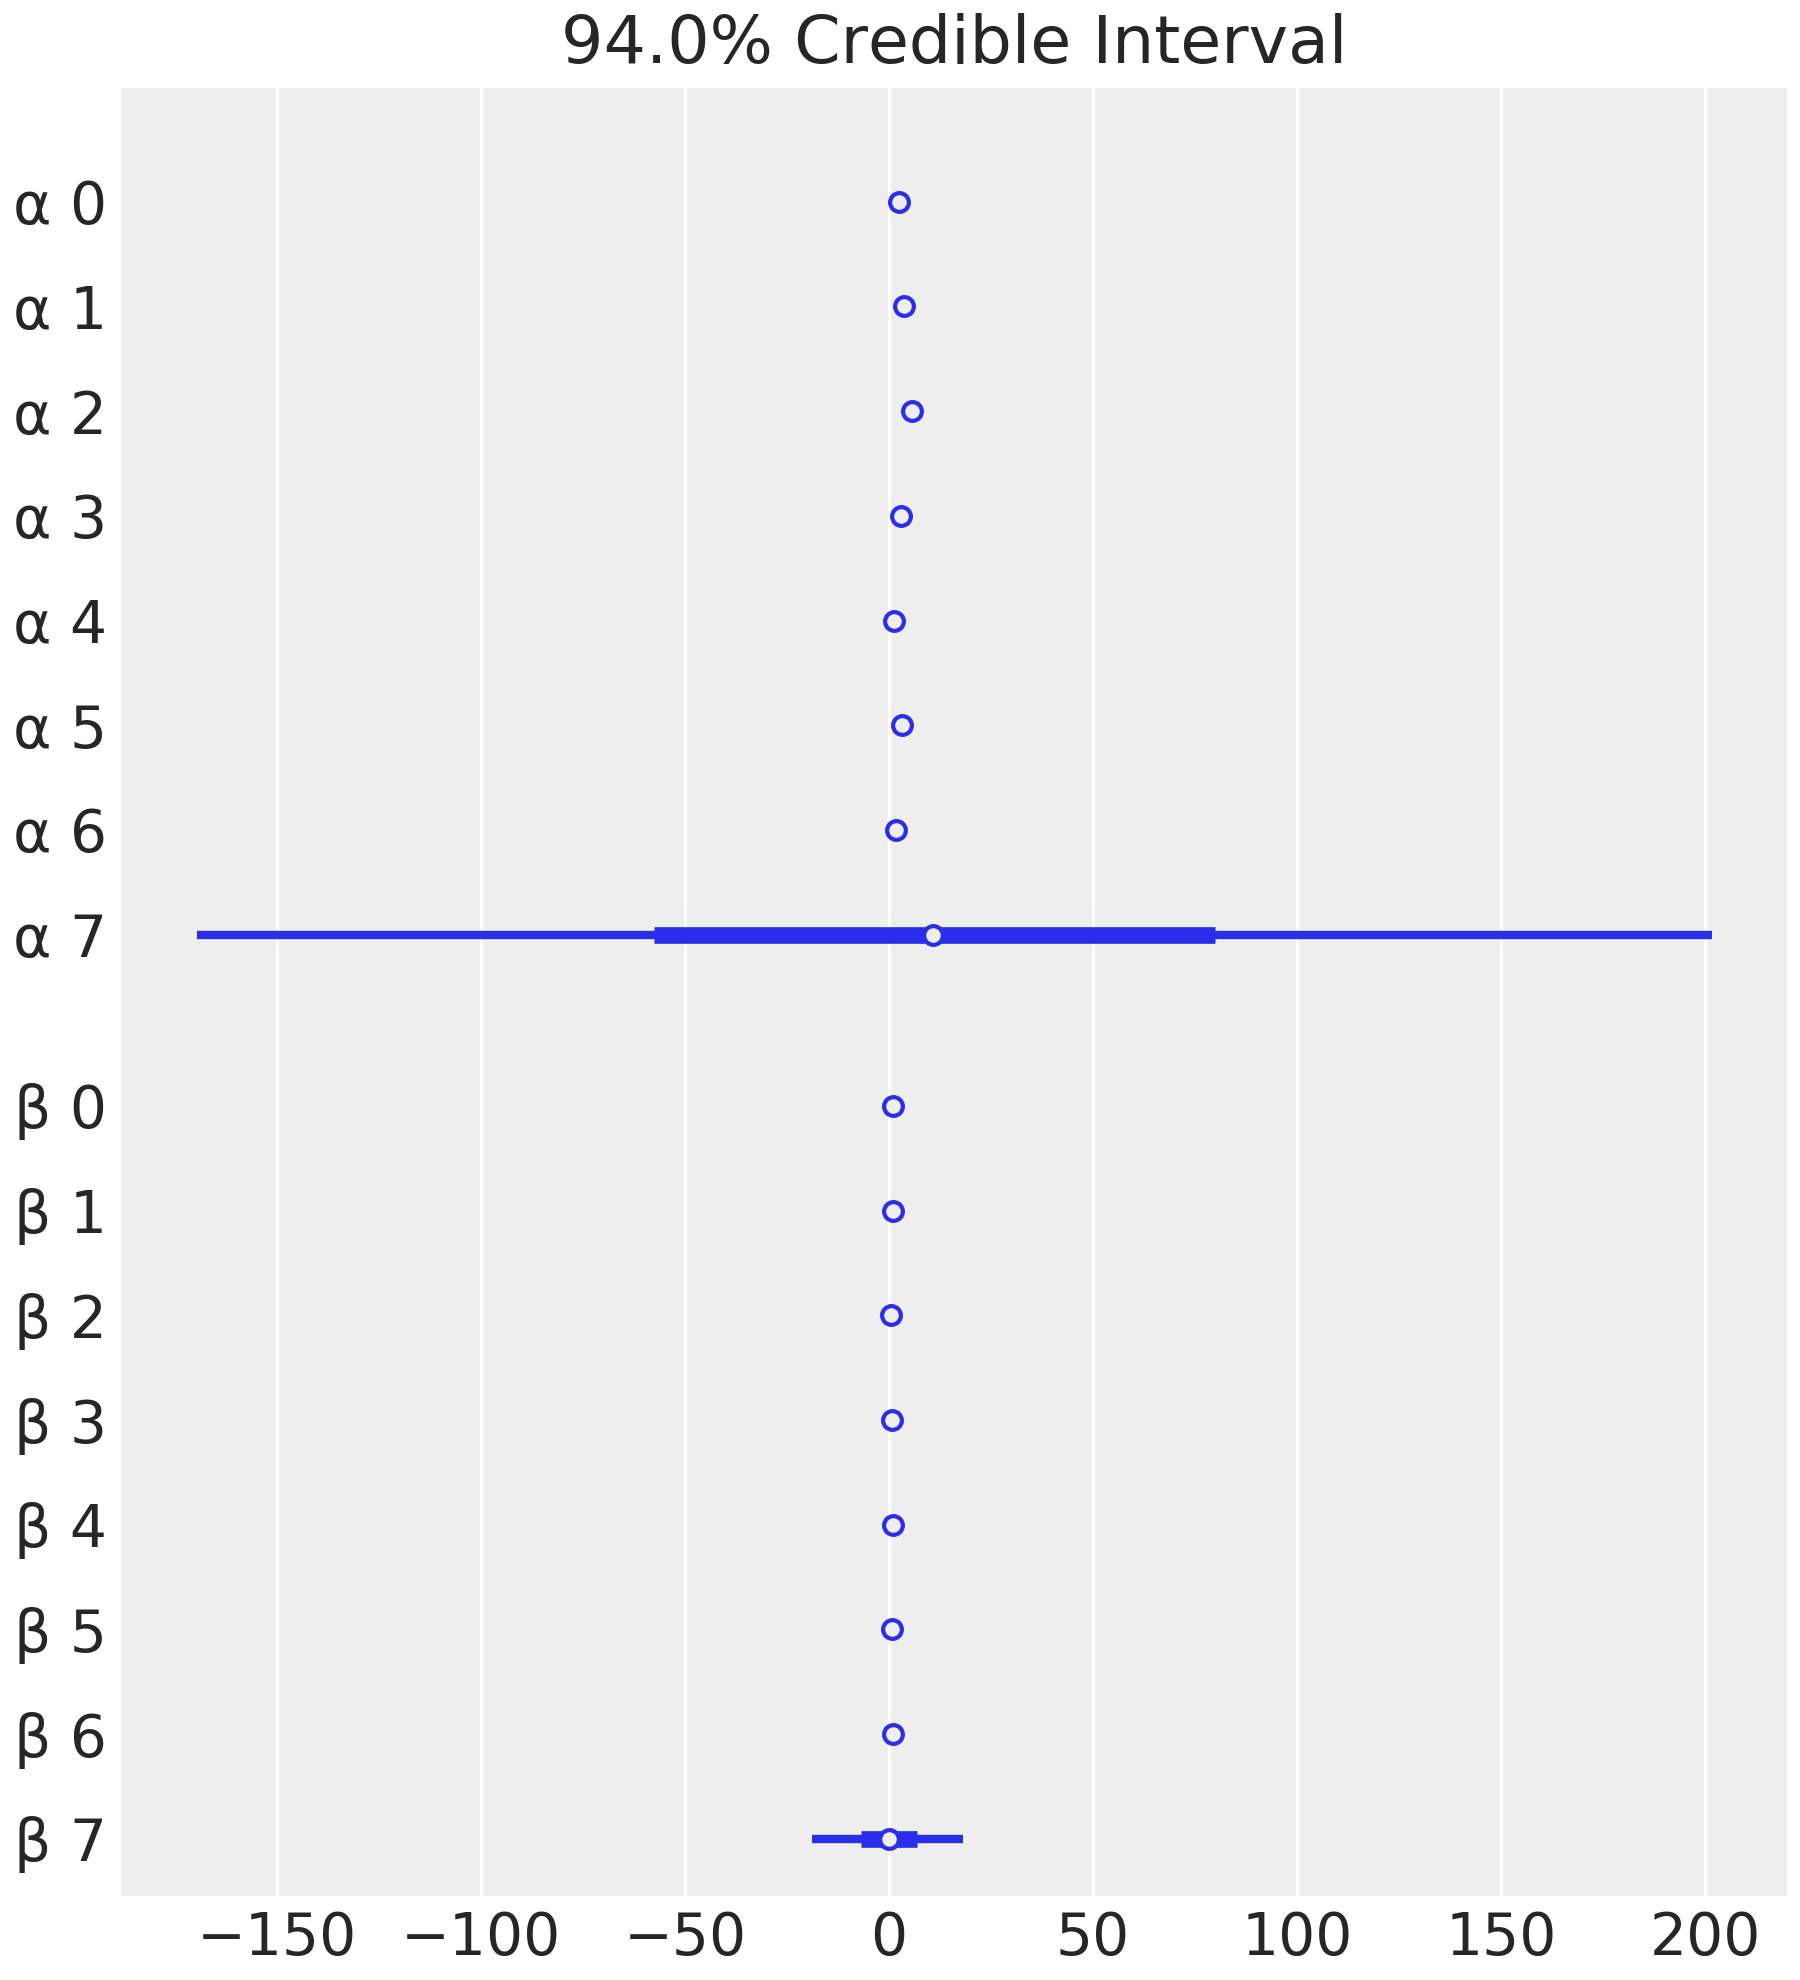 94.0% Credible Interval
α 0
α 1
α 2
α 3
α 4
α 5
α 6
α 7
β 0
β 1
β 2
β 3
β 4
β 5
β 6
β 7
−150 −100 −50 0 50 100 150 200